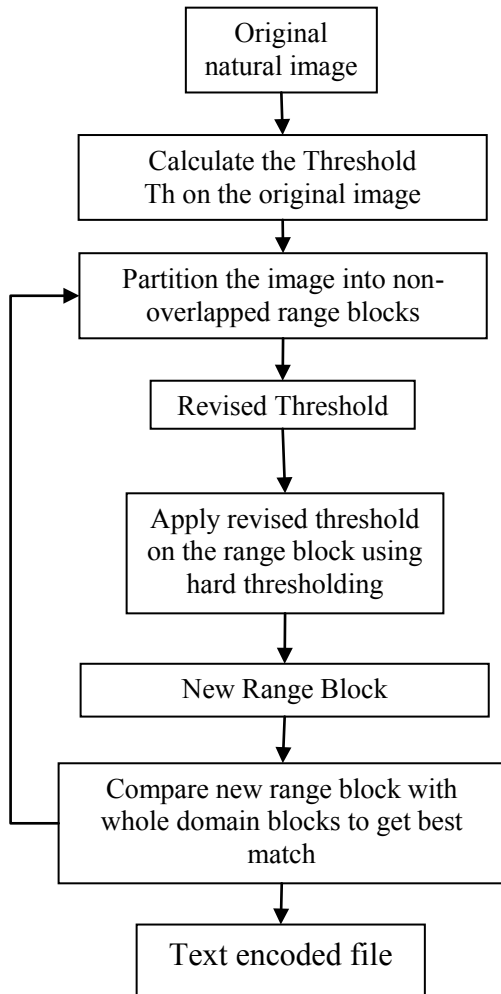 Original
natural image
Calculate the Threshold
Th on the original image
Partition the image into non-
overlapped range blocks
Revised Threshold
Apply revised threshold
on the range block using
hard thresholding
New Range Block
Compare new range block with
whole domain blocks to get best
match
Text encoded file